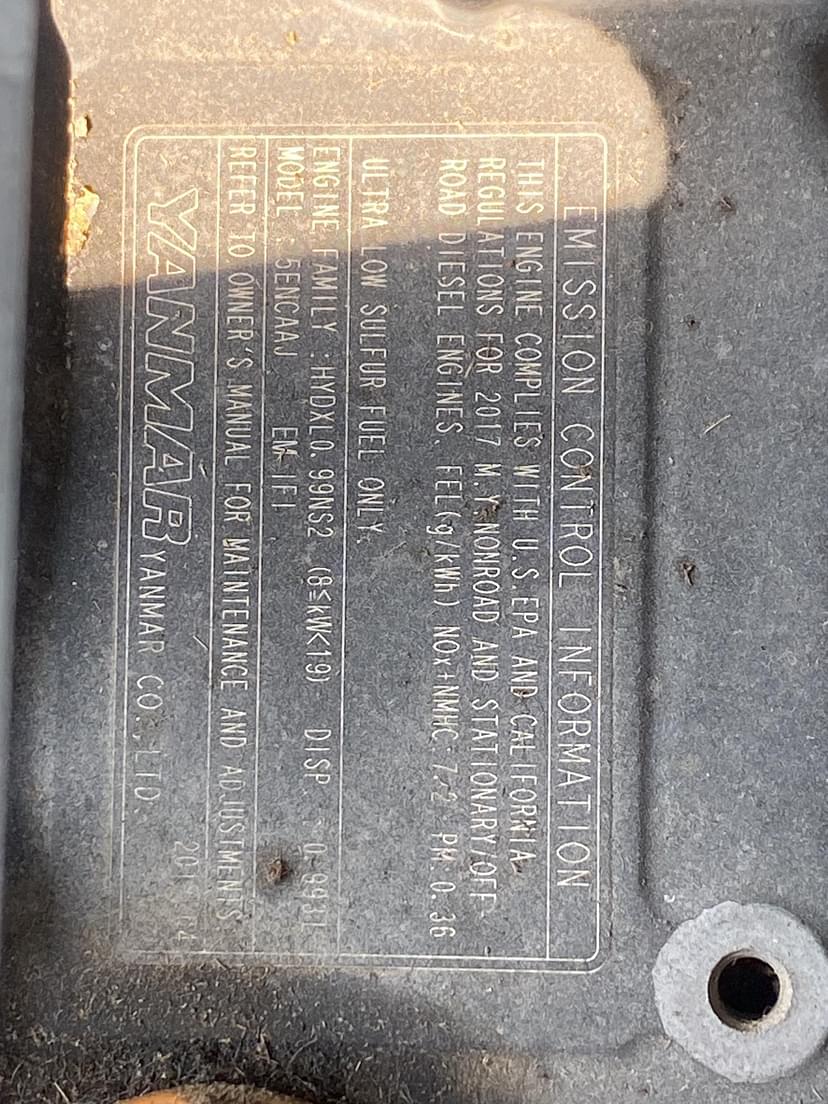 EMISSION CONTROL INFORMATION
THIS ENGINE COMPLIES WITH U.S.EPA AND CALIFORNIA
REGULATIONS FOR 2017 M.Y.NONROAD AND STATIONARY/OFF-
ROAD DIESEL ENGINES. FEL(g/kWh) NOx+NMHC:7.2 PM:0.36
ULTRA LOW SULFUR FUEL ONLY.
ENGINE FAMILY :HYDXL0.99NS2 (8≤kW<19) DISP :0.993L
MODEL EM IFI
REFER TO OWNER'S MANUAL FOR MAINTENANCE AND ADJUSTMENTS
YANMAR YANMAR CO.,LTD.